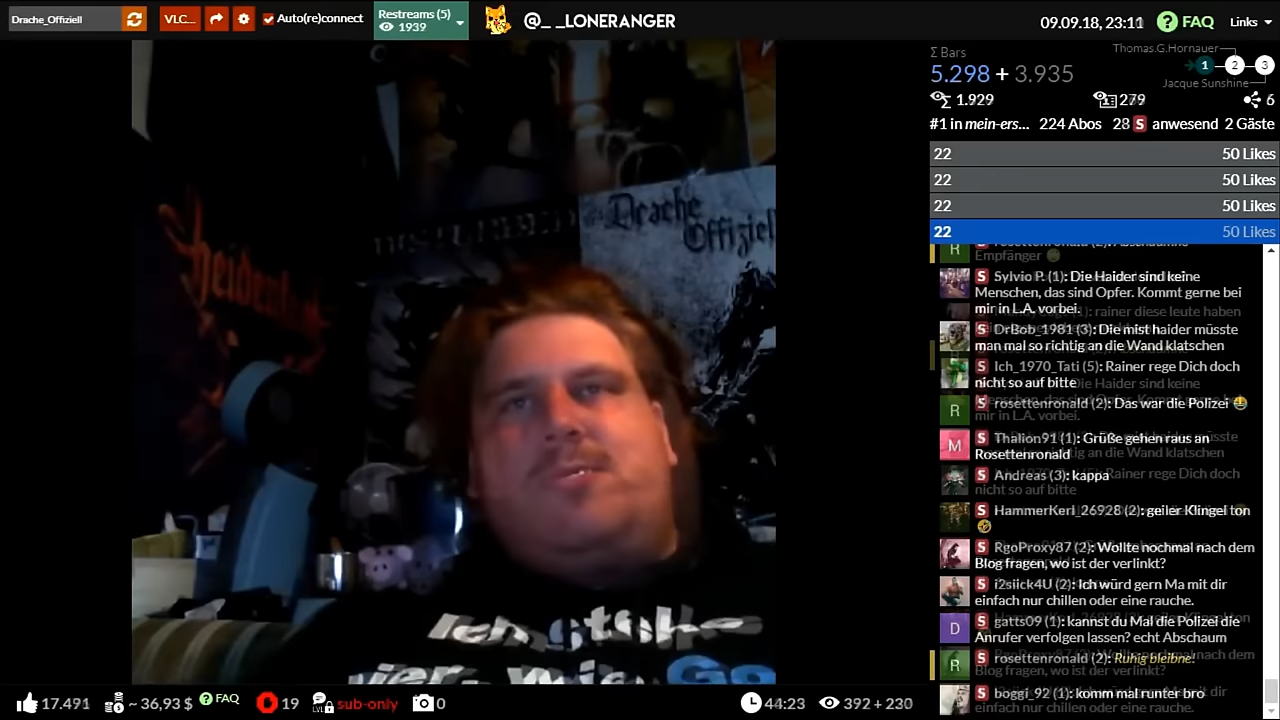 Drache_Offiziell
VLC...
Auto(re)connect
Restreams (5)
1939
@_ _LONERANGER
09.09.18, 23:11
FAQ
Links
Σ Bars
5.298 + 3.935
Thomas.G.Hornauer
1 2 3
Jacque Sunshine
Σ 1.929
279
6
#1 in mein-ers...
224 Abos
28 S anwesend
2 Gäste
22 50 Likes
22 50 Likes
22 50 Likes
22 50 Likes
Drache
Offiziel
Empfänger
S Sylvio P. (1): Die Haider sind keine
Menschen, das sind Opfer. Kommt gerne bei
mir in L.A. vorbei.
S DrBob_1981 (3): Die mist haider müsste
man mal so richtig an die Wand klatschen
S Ich_1970_Tati (5): Rainer rege Dich doch
nicht so auf bitte
R
S rosettenronald (2): Das war die Polizei
M
S Thalion91 (1): Grüße gehen raus an
Rosettenronald
S Andreas (3): kappa
S HammerKerl_26928 (2): geiler Klingel ton
S RgoProxy87 (2): Wollte nochmal nach dem
Blog fragen, wo ist der verlinkt?
S i2siick4U (2): Ich würd gern Ma mit dir
einfach nur chillen oder eine rauche.
D
S gatts09 (1): kannst du Mal die Polizei die
Anrufer verfolgen lassen? echt Abschaum
R
S rosettenronald (2): Ruhig bleibne:
S boggi_92 (1): komm mal runter bro
Ich
17.491
~ 36,93 $
FAQ
19
LVL
sub-only
0
44:23
392 + 230